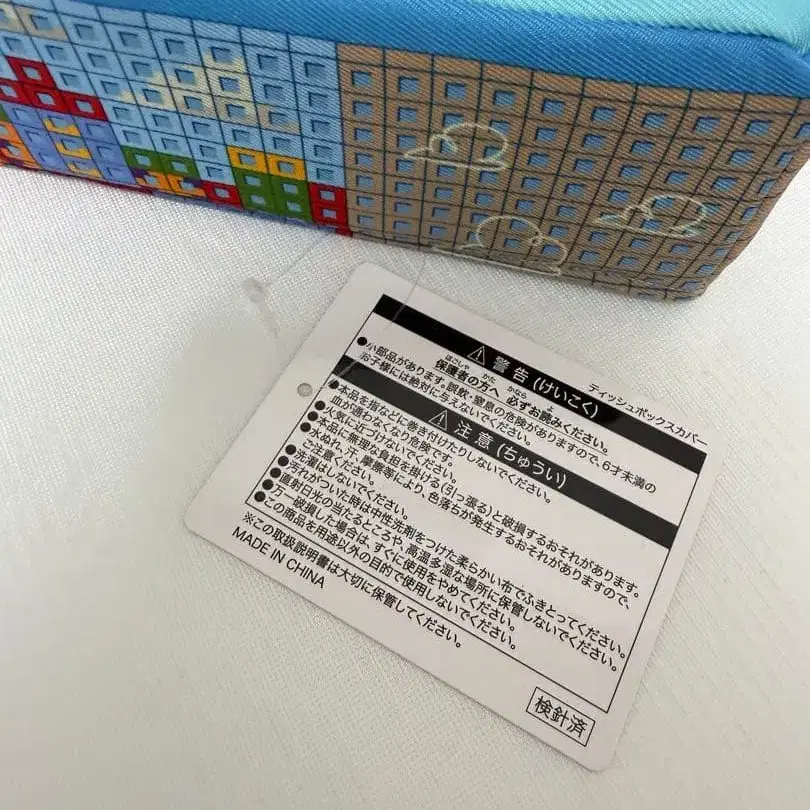 ティッシュボックスカバー
警告(けいこく)
ほごしゃ かた かなら よ
保護者の方へ 必ずお読みください。
●小部品があります。誤飲・窒息の危険がありますので、6才未満の
お子様には絶対に与えないでください。
注意(ちゅうい)
●本品を指などに巻き付けたりしないでください。
血が通わなくなり危険です。
●火気に近づけないでください。
●本品に無理な負担を掛ける(引っ張る)と破損するおそれがあります。
●水ぬれ、汗、摩擦等により、色落ちが発生するおそれがありますので、
ご注意ください。
●洗濯はしないでください。
●汚れがついた時は中性洗剤をつけた柔らかい布でふきとってください。
●直射日光の当たるところや、高温多湿な場所に保管しないでください。
●万一破損した場合は、すぐに使用をやめてください。
●この商品を用途以外の目的で使用しないでください。
※この取扱説明書は大切に保管してください。
MADE IN CHINA
検針済